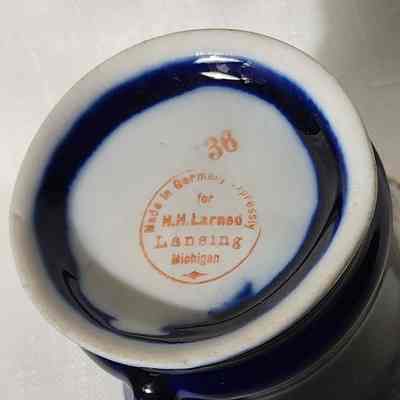 38
Made in Germany Expressly
for
H.H. Larned
Lansing
Michigan